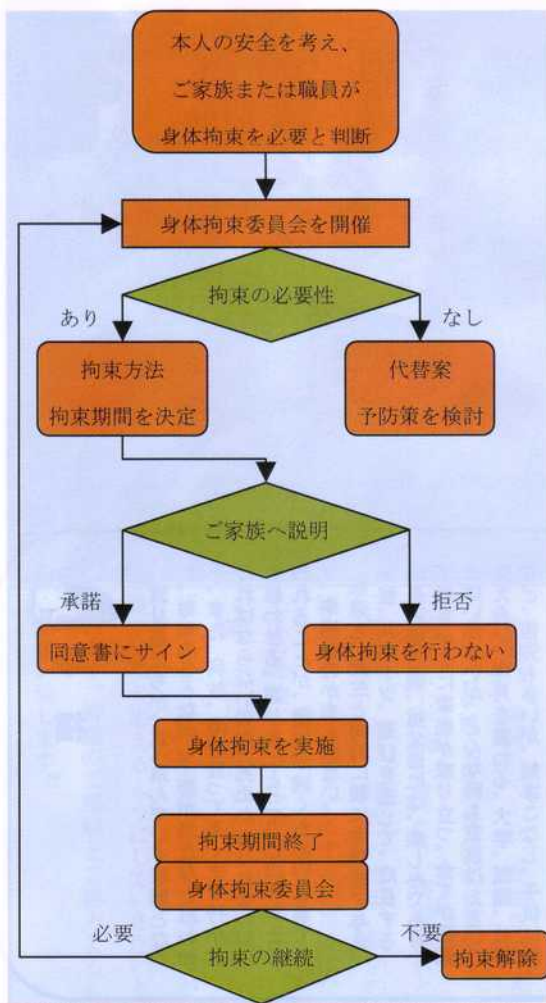 本人の安全を考え、
ご家族または職員が
身体拘束を必要と判断
身体拘束委員会を開催
拘束の必要性
あり
なし
拘束方法
拘束期間を決定
代替案
予防策を検討
ご家族へ説明
承諾
拒否
同意書にサイン
身体拘束を行わない
身体拘束を実施
拘束期間終了
身体拘束委員会
必要
拘束の継続
不要
拘束解除